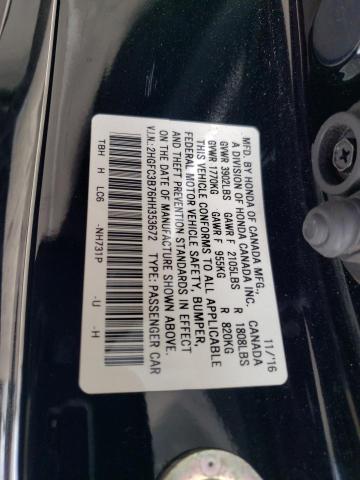 MFD. BY HONDA OF CANADA MFG., CANADA 11/'16
A DIVISION OF HONDA CANADA INC.
GVWR 3902LBS GAWR F 2105LBS R 1808LBS
GVWR 1770KG GAWR F 955KG R 820KG
THIS VEHICLE CONFORMS TO ALL APPLICABLE
FEDERAL MOTOR VEHICLE SAFETY, BUMPER,
AND THEFT PREVENTION STANDARDS IN EFFECT
ON THE DATE OF MANUFACTURE SHOWN ABOVE.
V.I.N.: 2HGFC3B76HH353672 TYPE: PASSENGER CAR
TBH H LC6 -NH731P -U -H